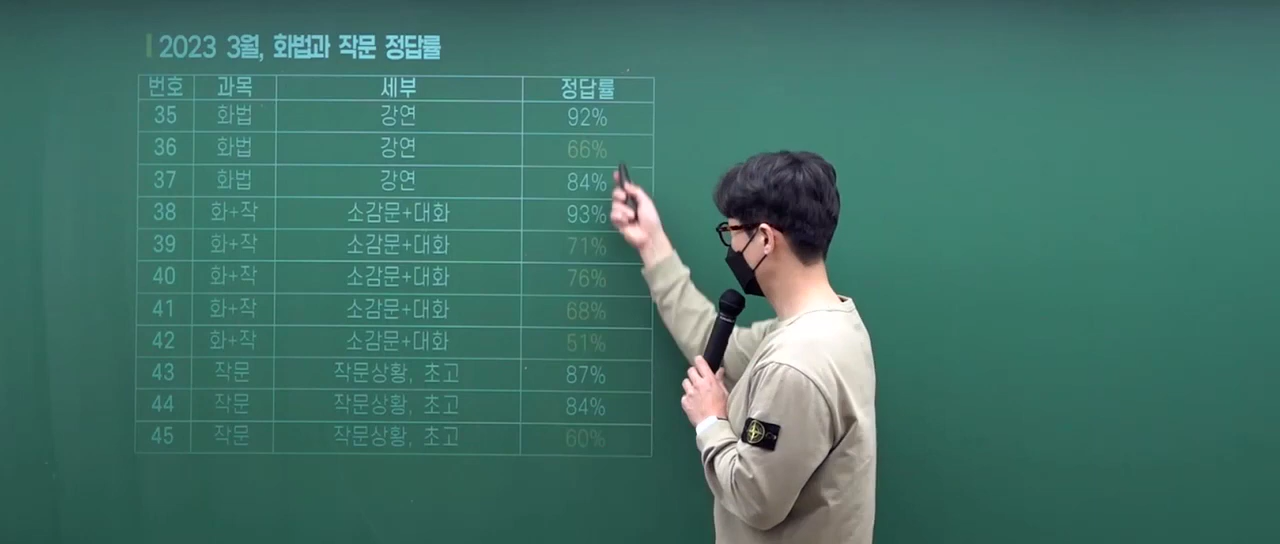 2023 3월, 화법과 작문 정답률
번호 과목 세부 정답률
35 화법 강연 92%
36 화법 강연 66%
37 화법 강연 84%
38 화+작 소감문+대화 93%
39 화+작 소감문+대화 71%
40 화+작 소감문+대화 76%
41 화+작 소감문+대화 68%
42 화+작 소감문+대화 51%
43 작문 작문상황, 초고 87%
44 작문 작문상황, 초고 84%
45 작문 작문상황, 초고 60%